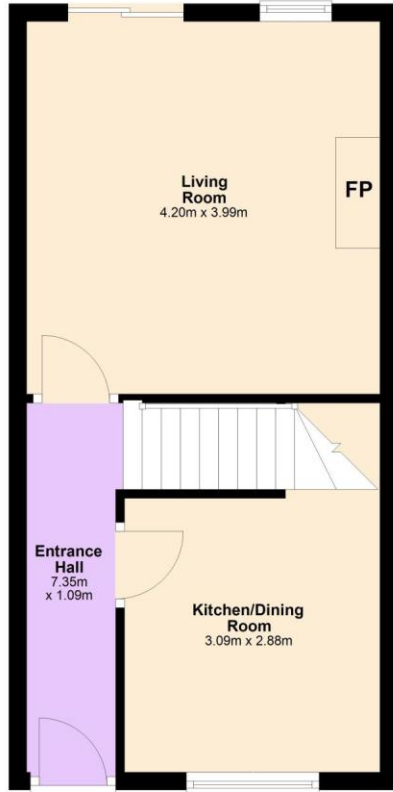 Living
Room
4.20m x 3.99m
FP
Entrance
Hall
7.35m
x 1.09m
Kitchen/Dining
Room
3.09m x 2.88m